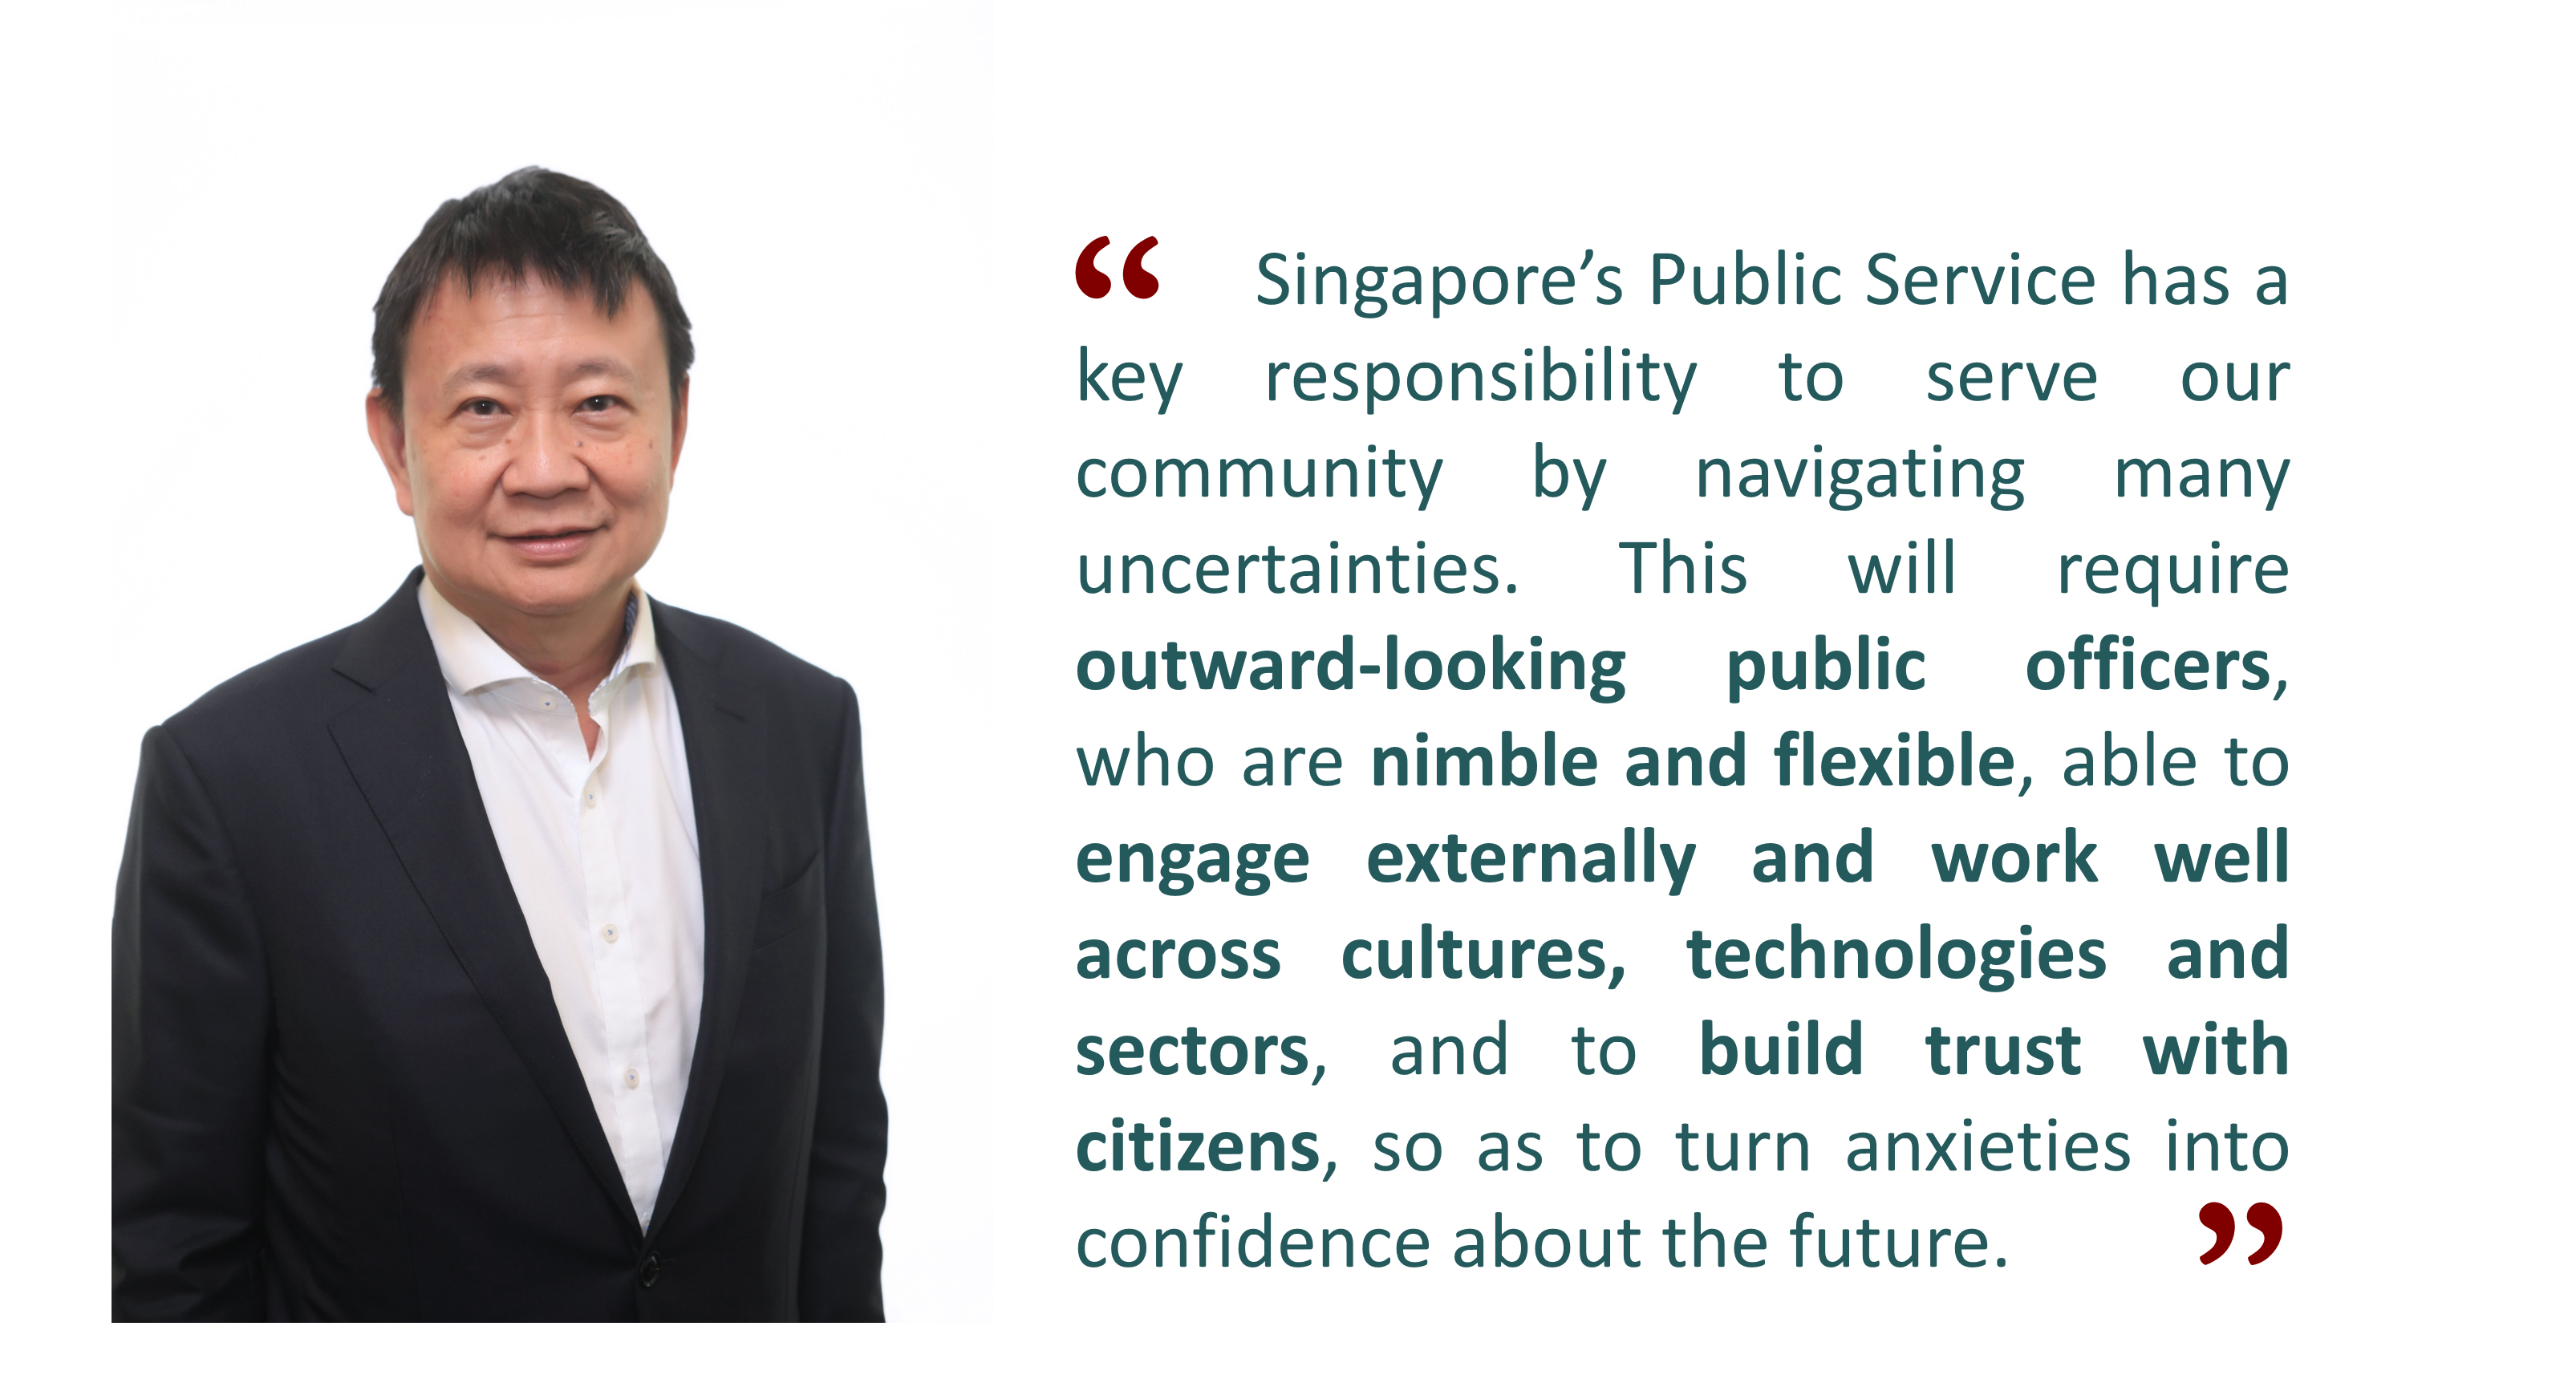 “ Singapore’s Public Service has a
key responsibility to serve our
community by navigating many
uncertainties. This will require
outward-looking public officers,
who are nimble and flexible, able to
engage externally and work well
across cultures, technologies and
sectors, and to build trust with
citizens, so as to turn anxieties into
confidence about the future. ”